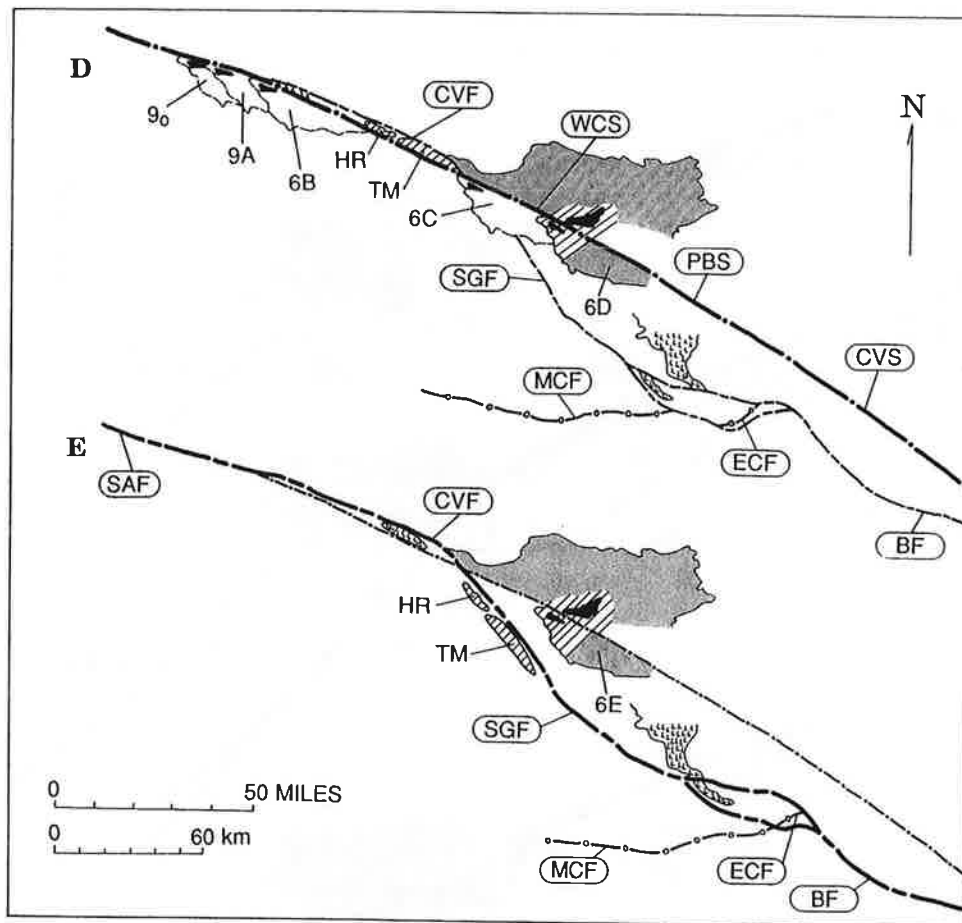 D
N
CVF
WCS
9o
9A
6B
HR
TM
6C
SGF
6D
PBS
MCF
CVS
ECF
E
BF
SAF
CVF
HR
TM
6E
SGF
0 50 MILES
0 60 km
MCF
ECF
BF